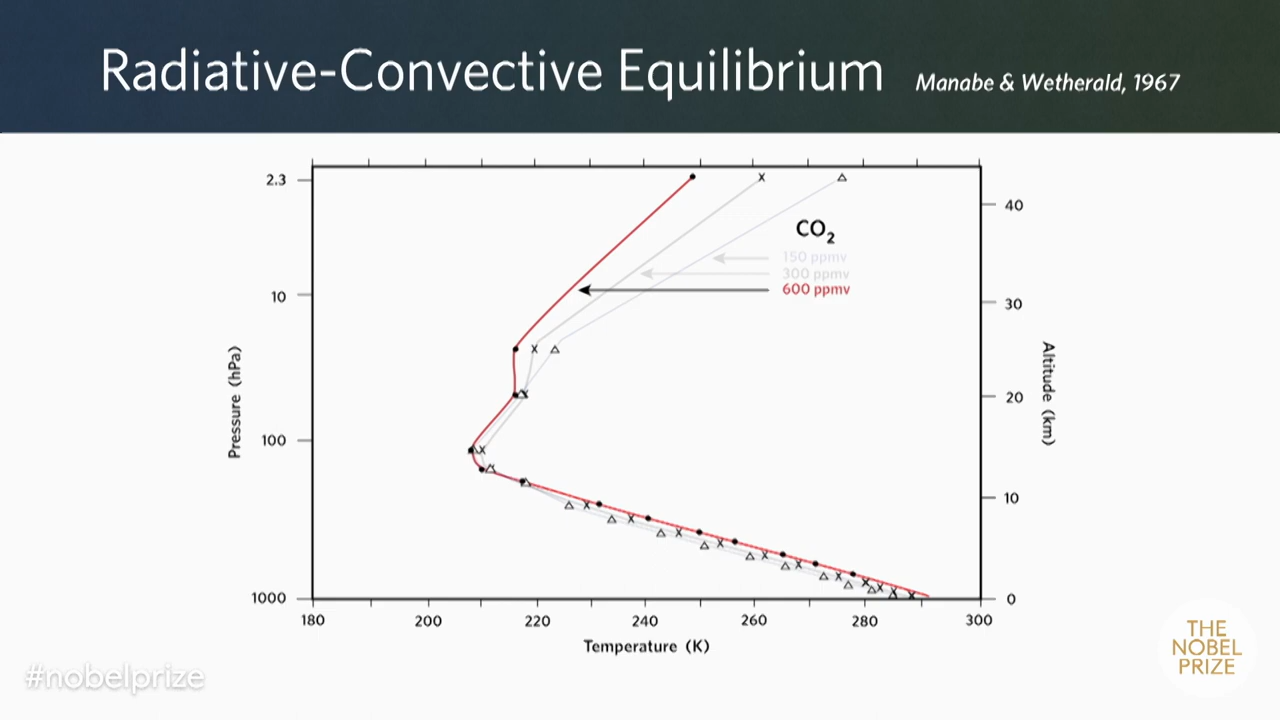 Radiative-Convective Equilibrium Manabe & Wetherald, 1967
2.3
10
100
1000
Pressure (hPa)
CO2
150 ppmv
300 ppmv
600 ppmv
40
30
20
10
0
Altitude (km)
180 200 220 240 260 280 300
Temperature (K)
#nobelprize
THE
NOBEL
PRIZE